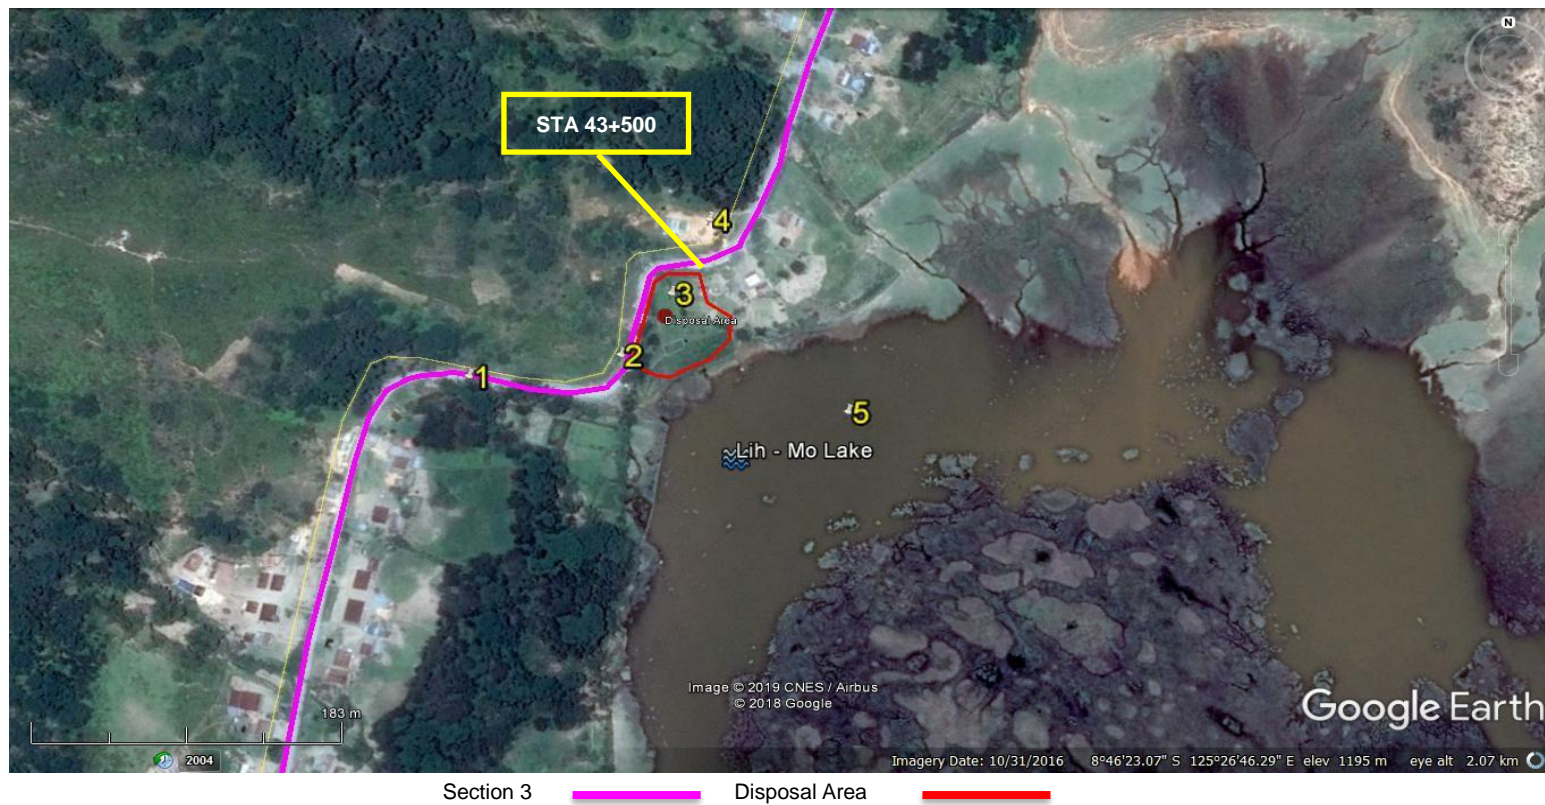 N
STA 43+500
4
3
Disposal Area
2
1
5
Lih - Mo Lake
Image © 2019 CNES / Airbus
© 2018 Google
Google Earth
183 m
2004
Imagery Date: 10/31/2016 8°46'23.07" S 125°26'46.29" E elev 1195 m eye alt 2.07 km
Section 3 Disposal Area